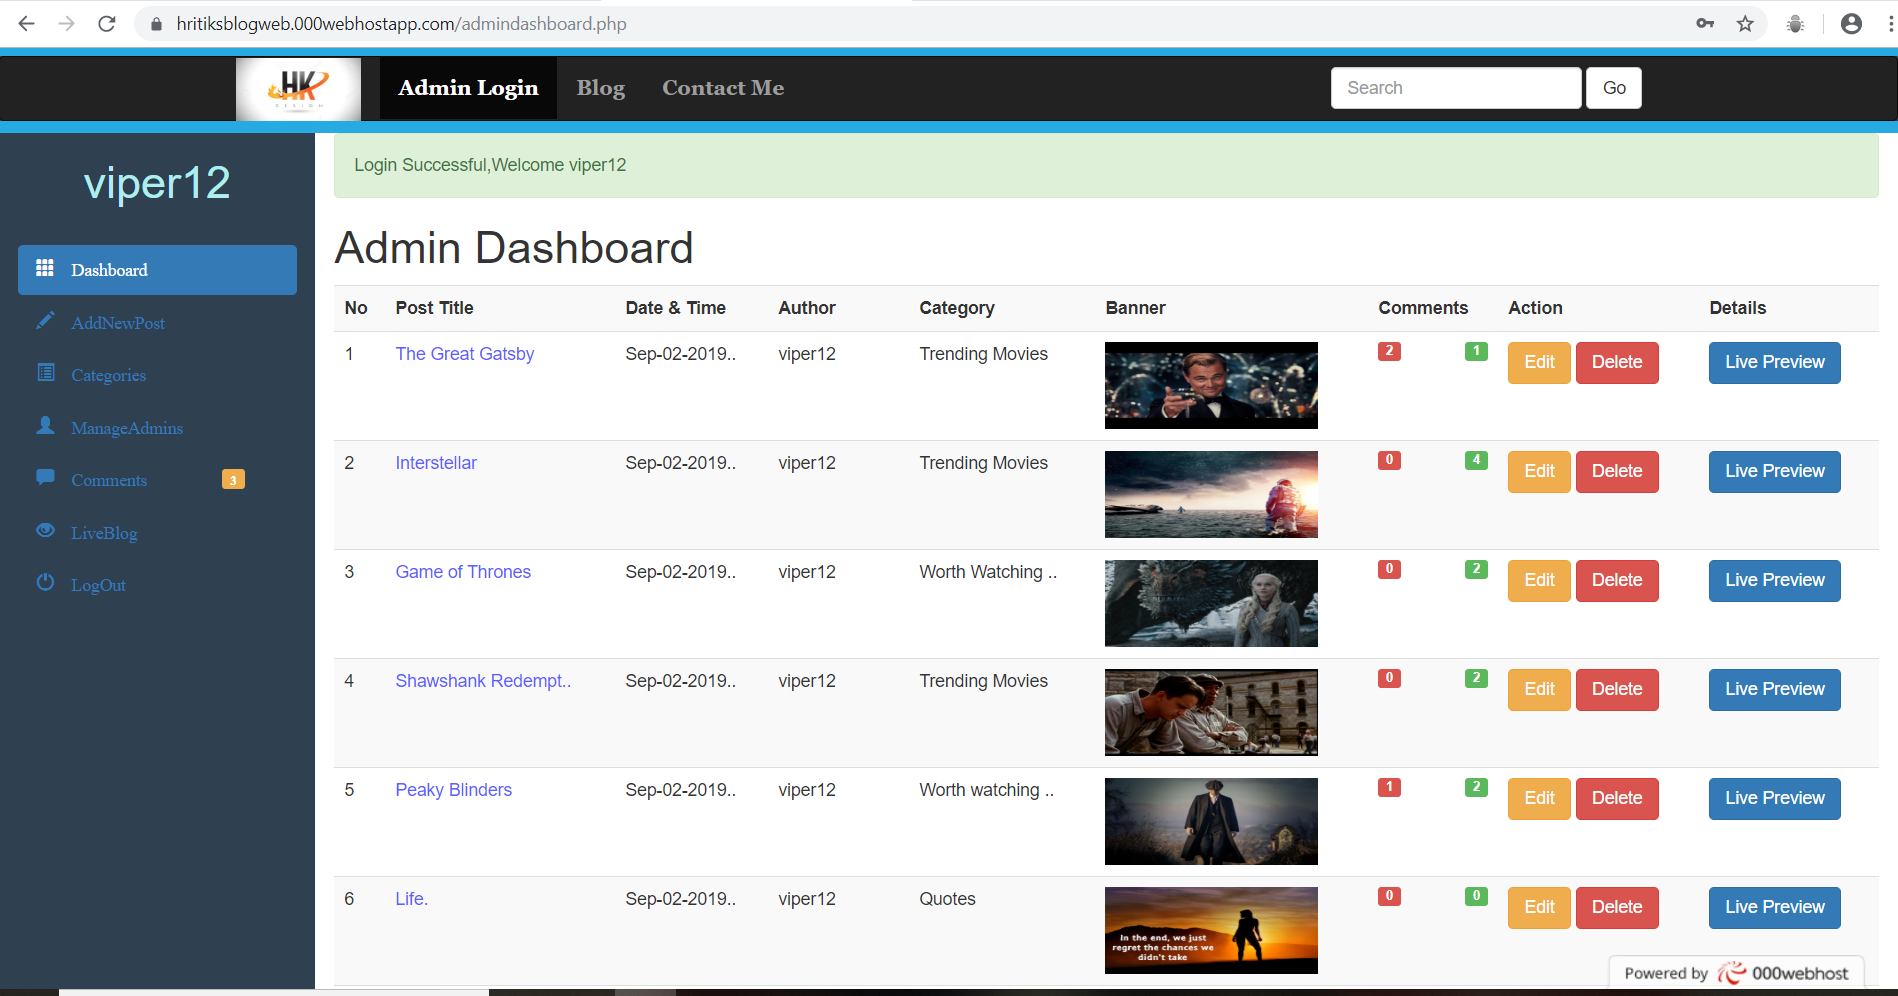 hritiksblogweb.000webhostapp.com/admindashboard.php
HK
DESIGN
Admin Login Blog Contact Me Search Go
viper12
Dashboard
AddNewPost
Categories
ManageAdmins
Comments 3
LiveBlog
LogOut
Login Successful,Welcome viper12
Admin Dashboard
No Post Title Date & Time Author Category Banner Comments Action Details
1 The Great Gatsby Sep-02-2019.. viper12 Trending Movies 2 1 Edit Delete Live Preview
2 Interstellar Sep-02-2019.. viper12 Trending Movies 0 4 Edit Delete Live Preview
3 Game of Thrones Sep-02-2019.. viper12 Worth Watching .. 0 2 Edit Delete Live Preview
4 Shawshank Redempt.. Sep-02-2019.. viper12 Trending Movies 0 2 Edit Delete Live Preview
5 Peaky Blinders Sep-02-2019.. viper12 Worth watching .. 1 2 Edit Delete Live Preview
6 Life. Sep-02-2019.. viper12 Quotes 0 0 Edit Delete Live Preview
In the end, we just
regret the chances we
didn't take
Powered by 000webhost